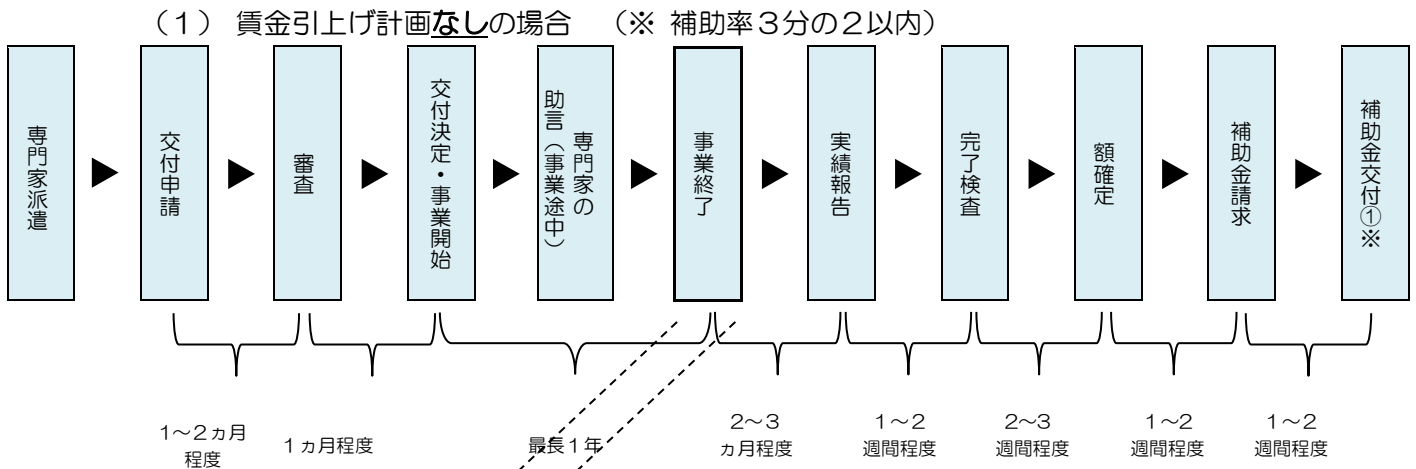 （１） 賃金引上げ計画なしの場合 （※ 補助率３分の２以内）
専門家派遣
▶
交付申請
▶
審査
▶
交付決定・事業開始
▶
専門家の
助言（事業途中）
▶
事業終了
▶
実績報告
▶
完了検査
▶
額確定
▶
補助金請求
▶
補助金交付①※
１～２ヵ月
程度
１ヵ月程度
最長１年
２～３
ヵ月程度
１～２
週間程度
２～３
週間程度
１～２
週間程度
１～２
週間程度